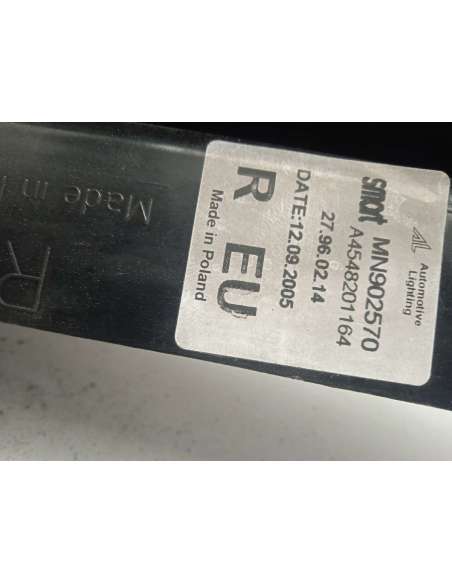 AL Automotive
Lighting
smart MN902570
A4548201164
27.96.02.14
DATE:12.09.2005
R EU
Made in Poland
Made in
R